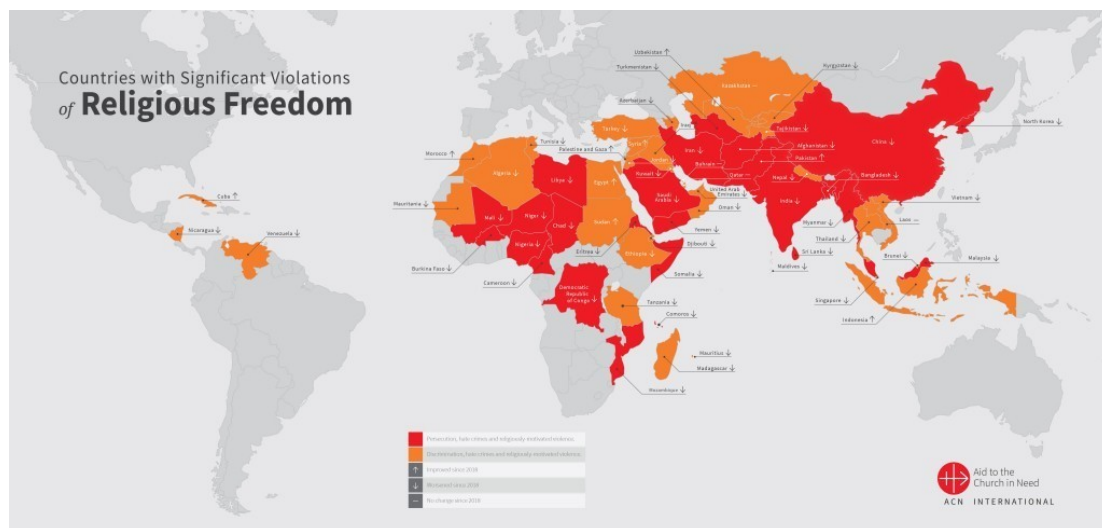 Countries with Significant Violations
of Religious Freedom
Uzbekistan ↑
Turkmenistan ↓
Kyrgyzstan ↓
Kazakhstan —
Azerbaijan ↓
North Korea ↓
Turkey ↓
Tunisia ↓
Syria ↑
Iraq
Iran ↓
Tajikistan ↓
China ↓
Morocco ↑
Palestine and Gaza ↑
Jordan
Afghanistan ↓
Bahrain —
Pakistan ↑
Algeria ↓
Kuwait ↓
Qatar —
Nepal ↓
Bangladesh ↓
Libya ↓
Egypt ↑
Saudi
Arabia ↓
United Arab
Emirates ↓
India ↓
Vietnam ↓
Cuba ↑
Mauritania ↓
Oman ↓
Mali ↓
Niger ↓
Chad ↓
Sudan ↑
Yemen ↓
Myanmar ↓
Laos —
Nicaragua ↓
Venezuela ↓
Nigeria ↓
Eritrea ↓
Ethiopia ↓
Djibouti ↓
Thailand ↓
Sri Lanka ↓
Brunei ↓
Malaysia ↓
Burkina Faso ↓
Cameroon ↓
Somalia ↓
Maldives ↓
Democratic
Republic
of Congo ↓
Tanzania ↓
Singapore ↓
Comoros ↓
Indonesia ↑
Mauritius ↓
Madagascar ↓
Mozambique ↓
Persecution, hate crimes and religiously motivated violence.
Discrimination, hate crimes and religiously motivated violence.
↑ Improved since 2018
↓ Worsened since 2018
— No change since 2018
Aid to the
Church in Need
ACN INTERNATIONAL